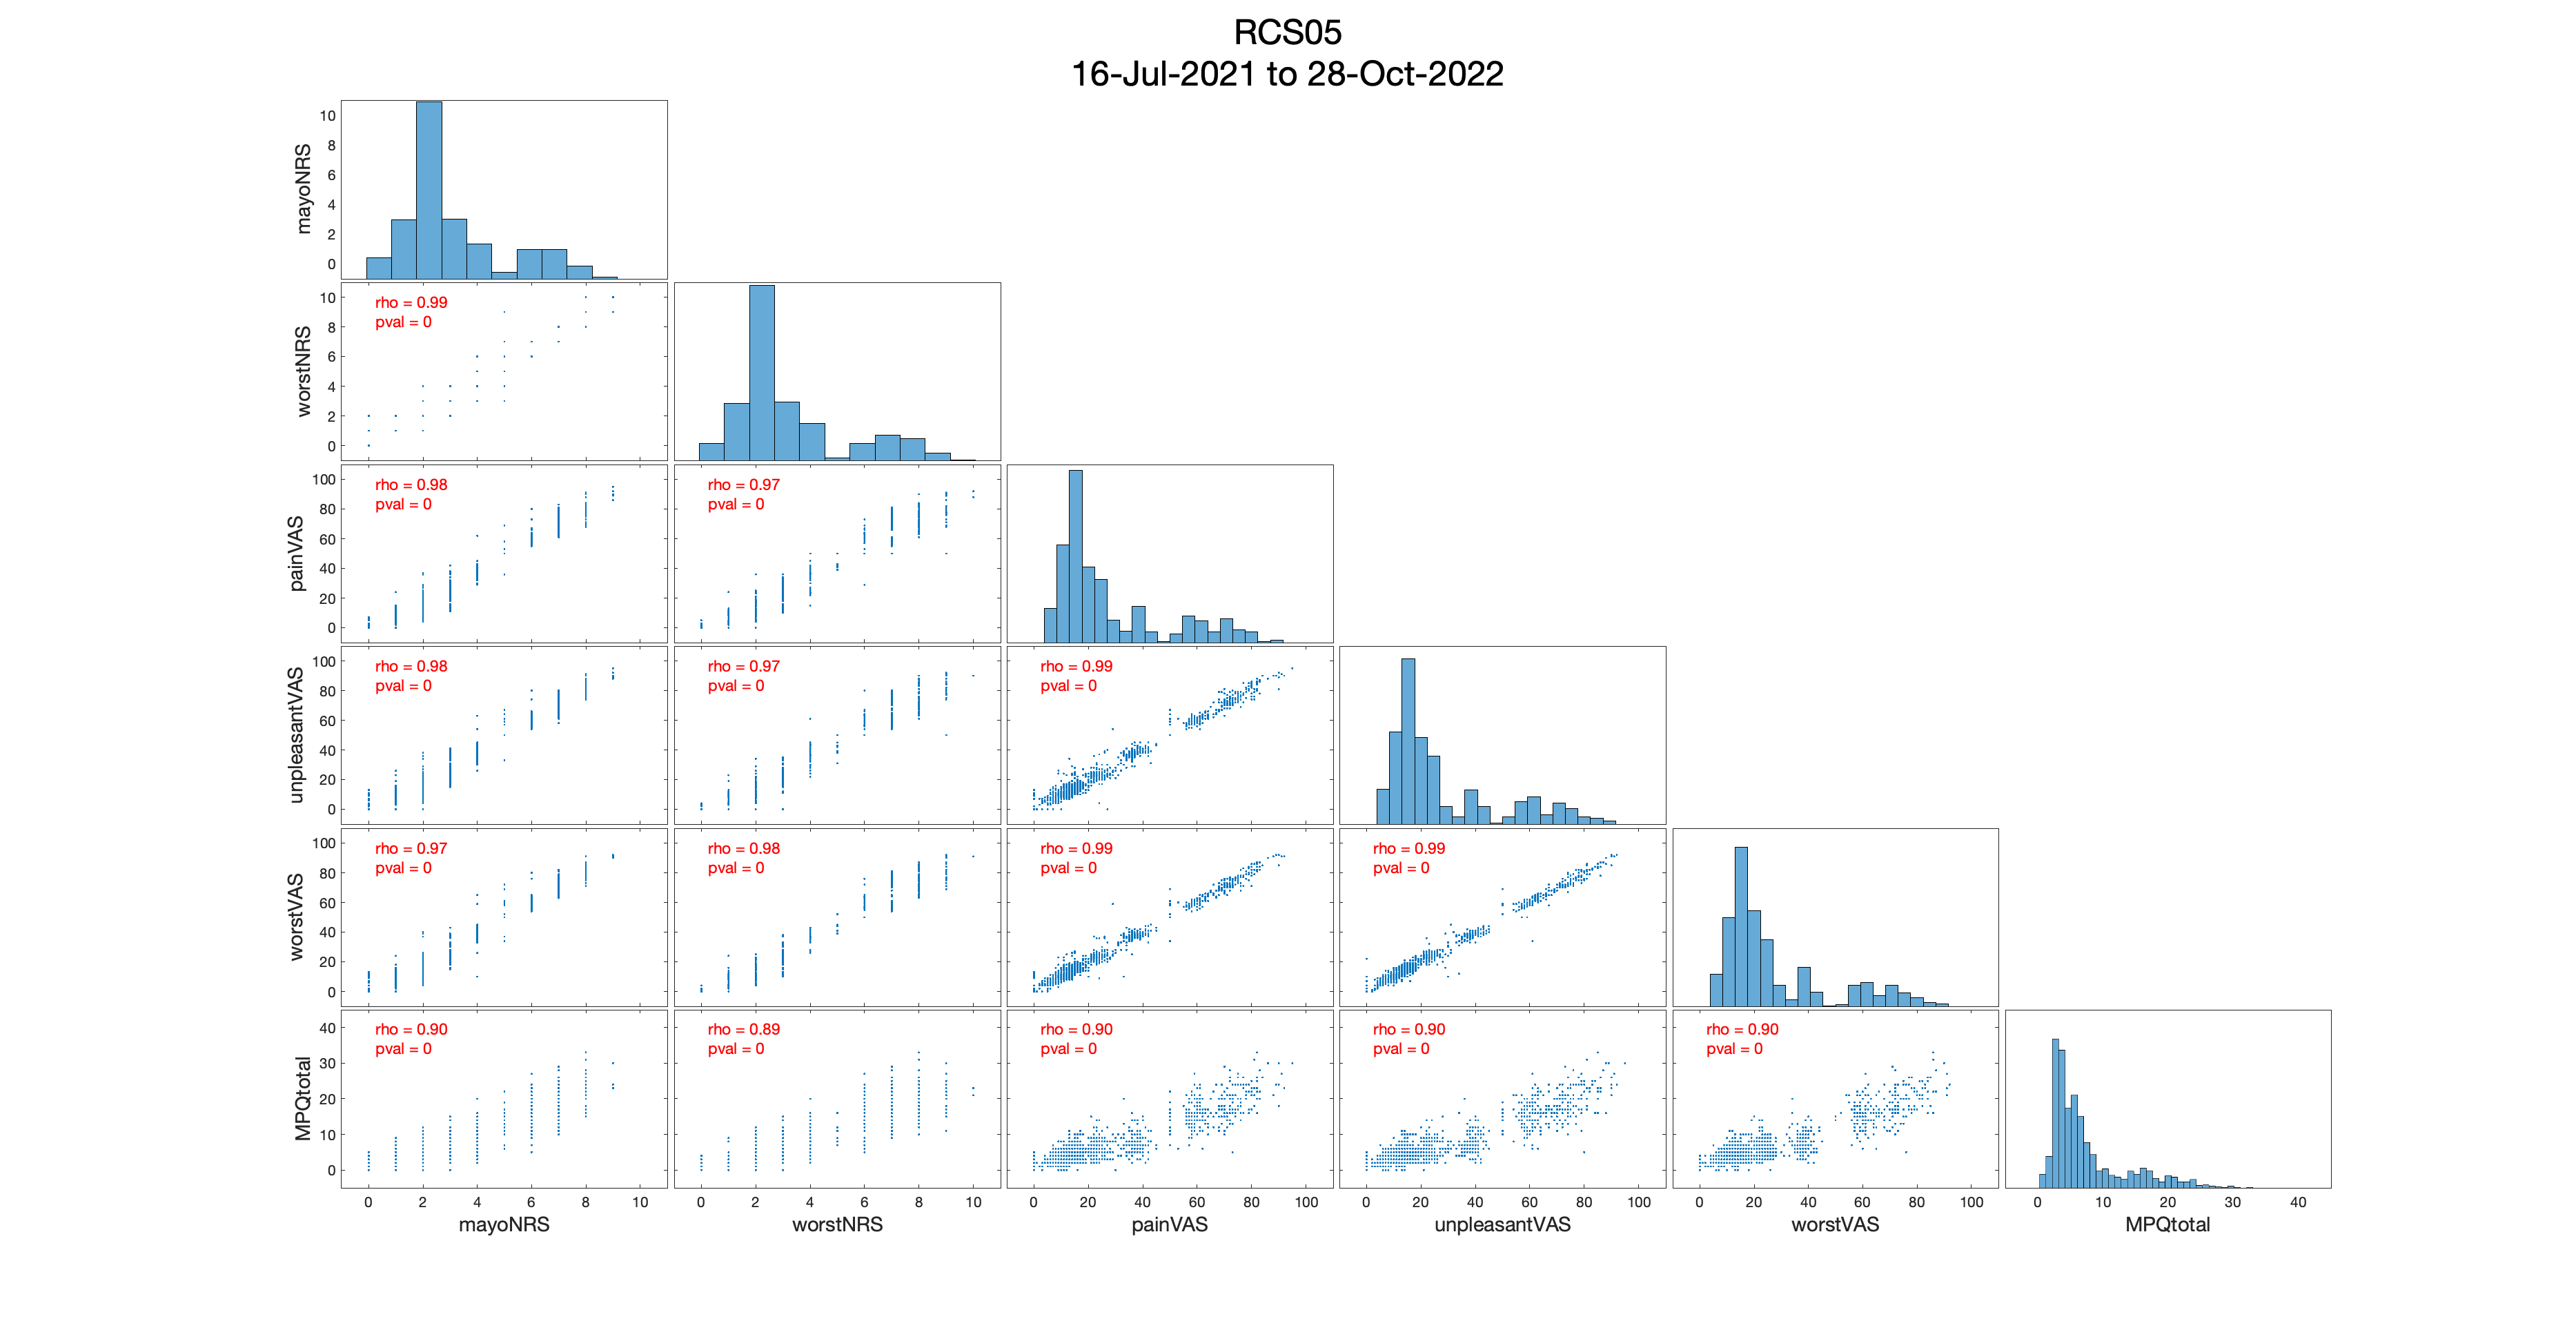 RCS05
16-Jul-2021 to 28-Oct-2022
mayoNRS
10
8
6
4
2
0
worstNRS
10
8
6
4
2
0
rho = 0.99
pval = 0
painVAS
100
80
60
40
20
0
rho = 0.98
pval = 0
rho = 0.97
pval = 0
unpleasantVAS
100
80
60
40
20
0
rho = 0.98
pval = 0
rho = 0.97
pval = 0
rho = 0.99
pval = 0
worstVAS
100
80
60
40
20
0
rho = 0.97
pval = 0
rho = 0.98
pval = 0
rho = 0.99
pval = 0
rho = 0.99
pval = 0
MPQtotal
40
30
20
10
0
rho = 0.90
pval = 0
rho = 0.89
pval = 0
rho = 0.90
pval = 0
rho = 0.90
pval = 0
rho = 0.90
pval = 0
0 2 4 6 8 10
mayoNRS
0 2 4 6 8 10
worstNRS
0 20 40 60 80 100
painVAS
0 20 40 60 80 100
unpleasantVAS
0 20 40 60 80 100
worstVAS
0 10 20 30 40
MPQtotal